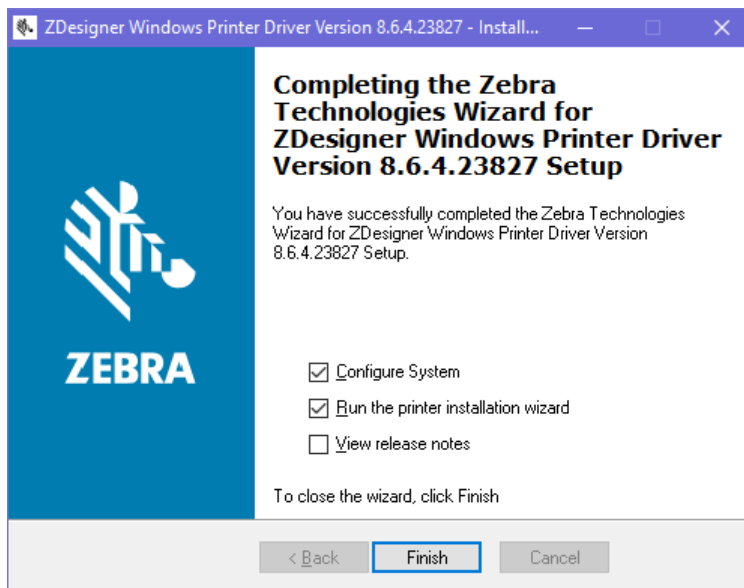 ZDesigner Windows Printer Driver Version 8.6.4.23827 - Install...
Completing the Zebra
Technologies Wizard for
ZDesigner Windows Printer Driver
Version 8.6.4.23827 Setup
You have successfully completed the Zebra Technologies
Wizard for ZDesigner Windows Printer Driver Version
8.6.4.23827 Setup.
ZEBRA
Configure System
Run the printer installation wizard
View release notes
To close the wizard, click Finish
< Back Finish Cancel